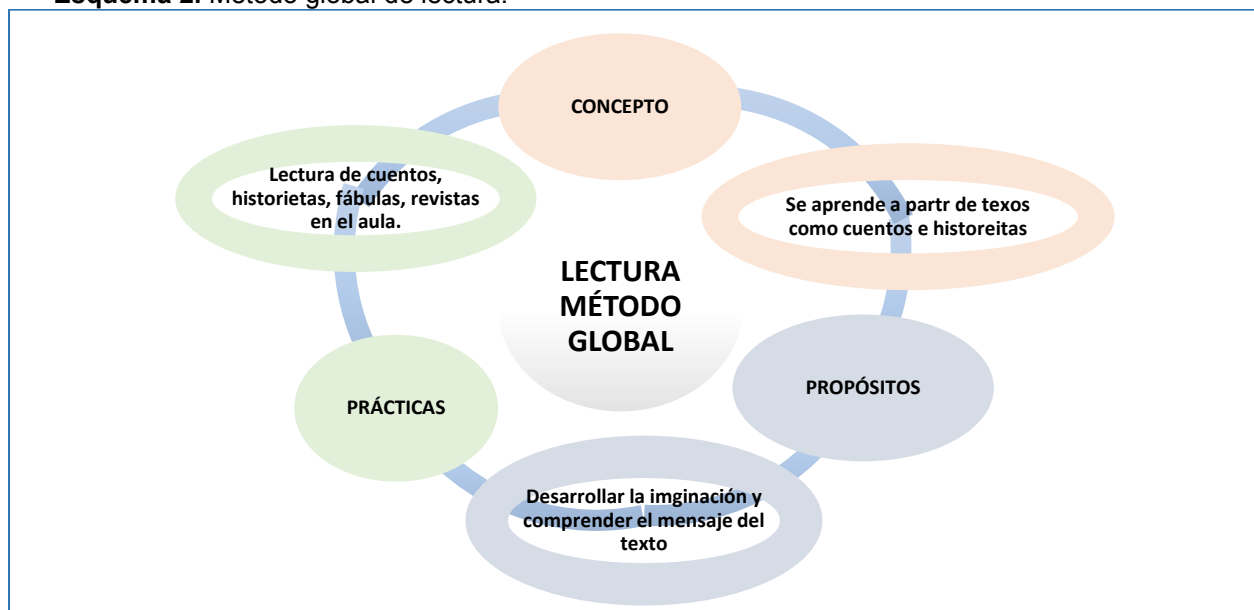 Esquema 2. Método global de lectura.
CONCEPTO
Se aprende a partr de texos
como cuentos e historeitas
PROPÓSITOS
Desarrollar la imginación y
comprender el mensaje del
texto
PRÁCTICAS
Lectura de cuentos,
historietas, fábulas, revistas
en el aula.
LECTURA
MÉTODO
GLOBAL